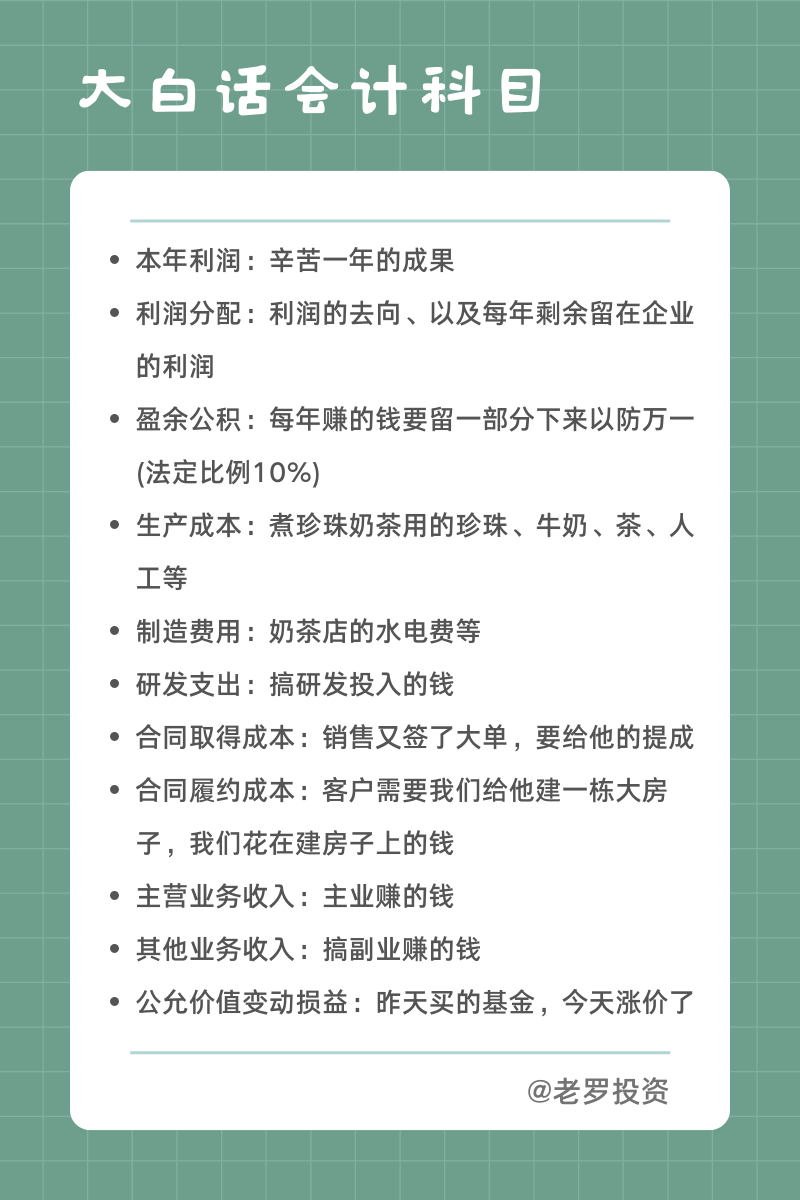 大白话会计科目
• 本年利润：辛苦一年的成果
• 利润分配：利润的去向、以及每年剩余留在企业
的利润
• 盈余公积：每年赚的钱要留一部分下来以防万一
(法定比例10%)
• 生产成本：煮珍珠奶茶用的珍珠、牛奶、茶、人
工等
• 制造费用：奶茶店的水电费等
• 研发支出：搞研发投入的钱
• 合同取得成本：销售又签了大单，要给他的提成
• 合同履约成本：客户需要我们给他建一栋大房
子，我们花在建房子上的钱
• 主营业务收入：主业赚的钱
• 其他业务收入：搞副业赚的钱
• 公允价值变动损益：昨天买的基金，今天涨价了
@老罗投资